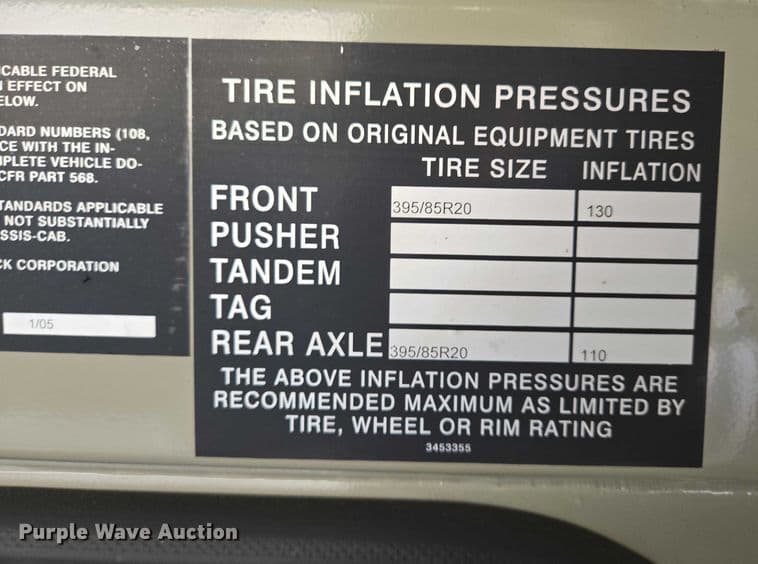 CABLE FEDERAL
EFFECT ON
ELOW.
DARD NUMBERS (108,
CE WITH THE IN-
PLETE VEHICLE DO-
CFR PART 568.
TANDARDS APPLICABLE
NOT SUBSTANTIALLY
SSIS-CAB.
CK CORPORATION
1/05
TIRE INFLATION PRESSURES
BASED ON ORIGINAL EQUIPMENT TIRES
TIRE SIZE INFLATION
FRONT 395/85R20 130
PUSHER
TANDEM
TAG
REAR AXLE 395/85R20 110
THE ABOVE INFLATION PRESSURES ARE
RECOMMENDED MAXIMUM AS LIMITED BY
TIRE, WHEEL OR RIM RATING
3453355
Purple Wave Auction